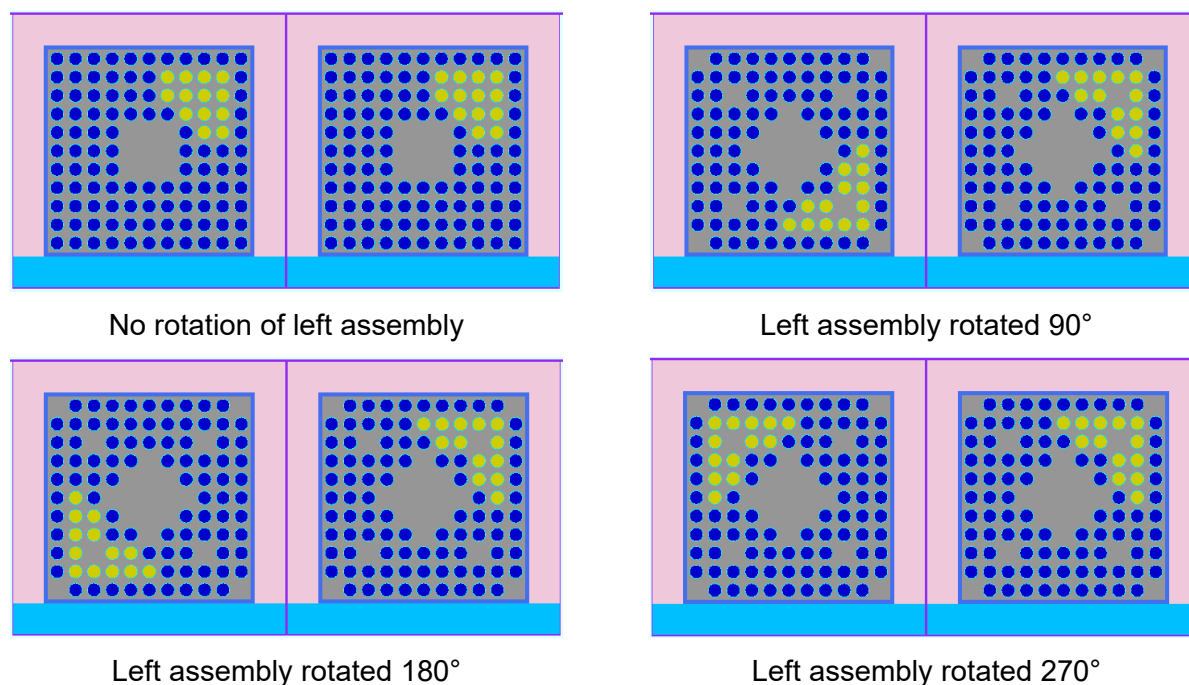 No rotation of left assembly
Left assembly rotated 90°
Left assembly rotated 180°
Left assembly rotated 270°